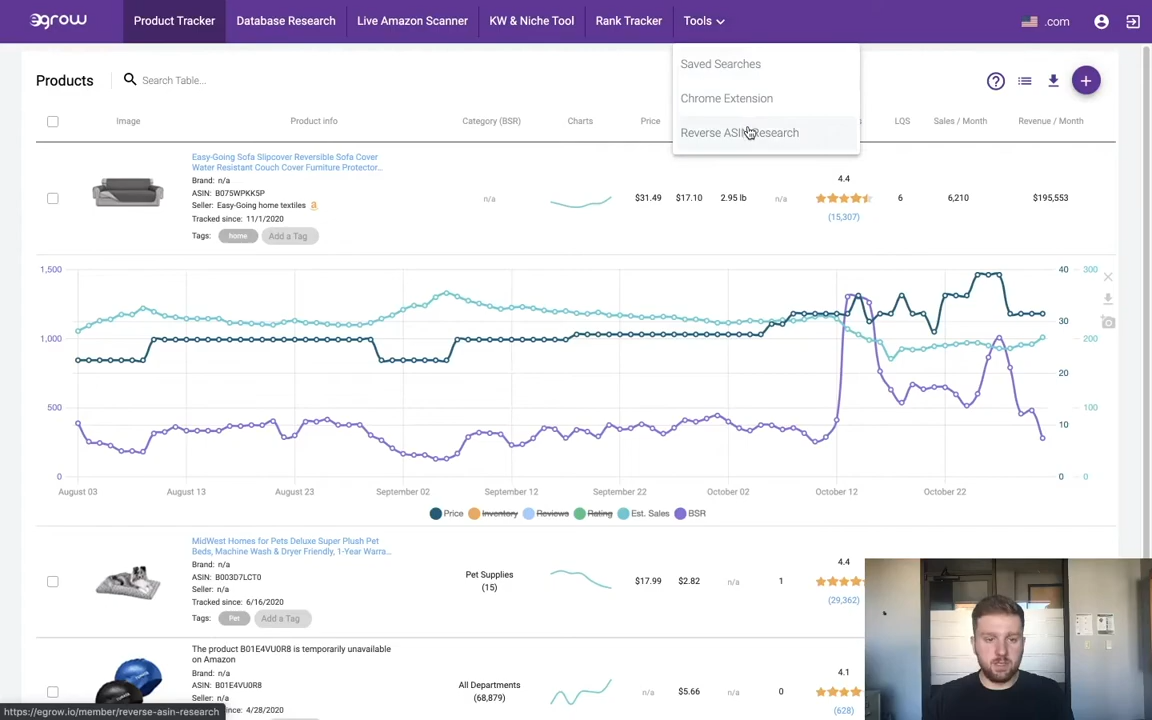 egrow
Product Tracker
Database Research
Live Amazon Scanner
KW & Niche Tool
Rank Tracker
Tools
.com
Saved Searches
Chrome Extension
Reverse ASIN Research
Products
Search Table...
Image
Product info
Category (BSR)
Charts
Price
LQS
Sales / Month
Revenue / Month
Easy-Going Sofa Slipcover Reversible Sofa Cover
Water Resistant Couch Cover Furniture Protector...
Brand: n/a
ASIN: B075WPKK5P
Seller: Easy-Going home textiles
Tracked since: 11/1/2020
Tags: home Add a Tag
n/a
$31.49
$17.10
2.95 lb
n/a
4.4
(15,307)
6
6,210
$195,553
1,500
1,000
500
0
40
30
20
10
0
300
200
100
0
August 03
August 13
August 23
September 02
September 12
September 22
October 02
October 12
October 22
Price
Inventory
Reviews
Rating
Est. Sales
BSR
MidWest Homes for Pets Deluxe Super Plush Pet
Beds, Machine Wash & Dryer Friendly, 1-Year Warra...
Brand: n/a
ASIN: B003D7LCT0
Seller: n/a
Tracked since: 6/16/2020
Tags: Pet Add a Tag
Pet Supplies
(15)
$17.99
$2.82
n/a
1
4.4
(29,362)
The product B01E4VU0R8 is temporarily unavailable
on Amazon
Brand: n/a
ASIN: B01E4VU0R8
Seller: n/a
ed since: 4/28/2020
All Departments
(68,879)
n/a
$5.66
n/a
0
4.1
(628)
https://egrow.io/member/reverse-asin-research